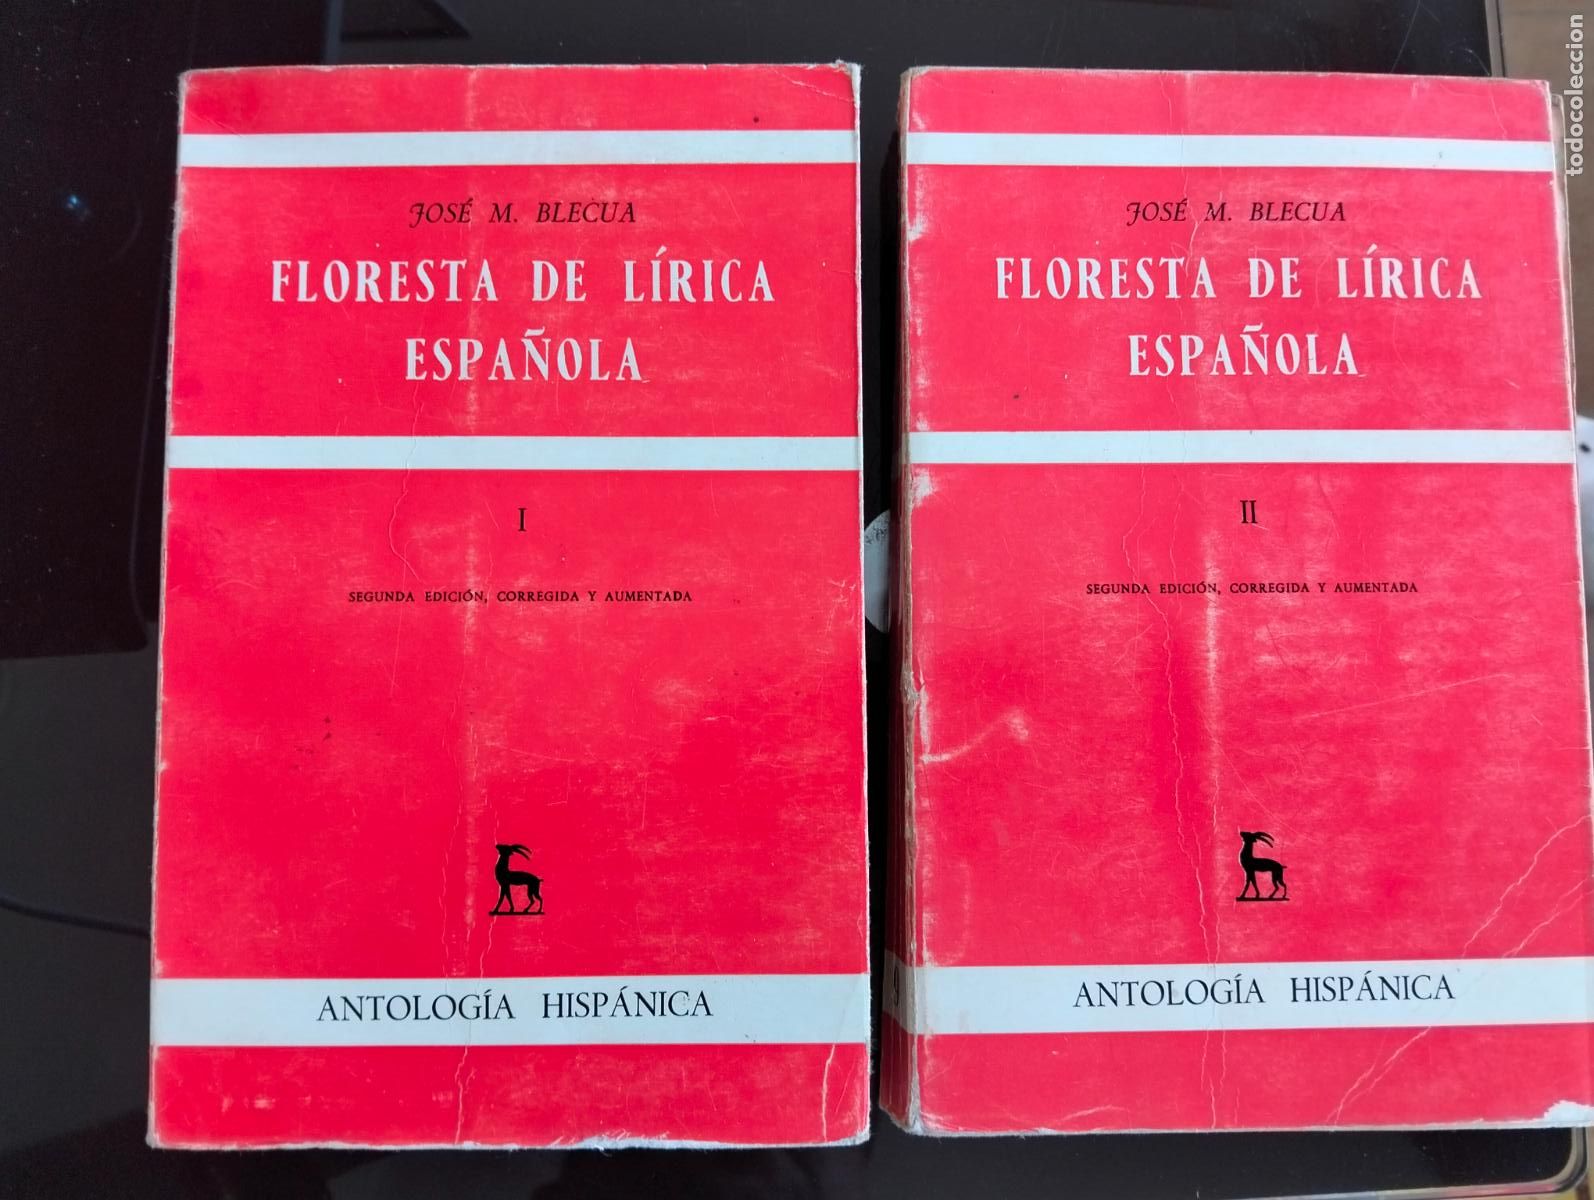 JOSÉ M. BLECUA
FLORESTA DE LÍRICA
ESPAÑOLA
I
SEGUNDA EDICIÓN, CORREGIDA Y AUMENTADA
ANTOLOGÍA HISPÁNICA
JOSÉ M. BLECUA
FLORESTA DE LÍRICA
ESPAÑOLA
II
SEGUNDA EDICIÓN, CORREGIDA Y AUMENTADA
ANTOLOGÍA HISPÁNICA
todocoleccion